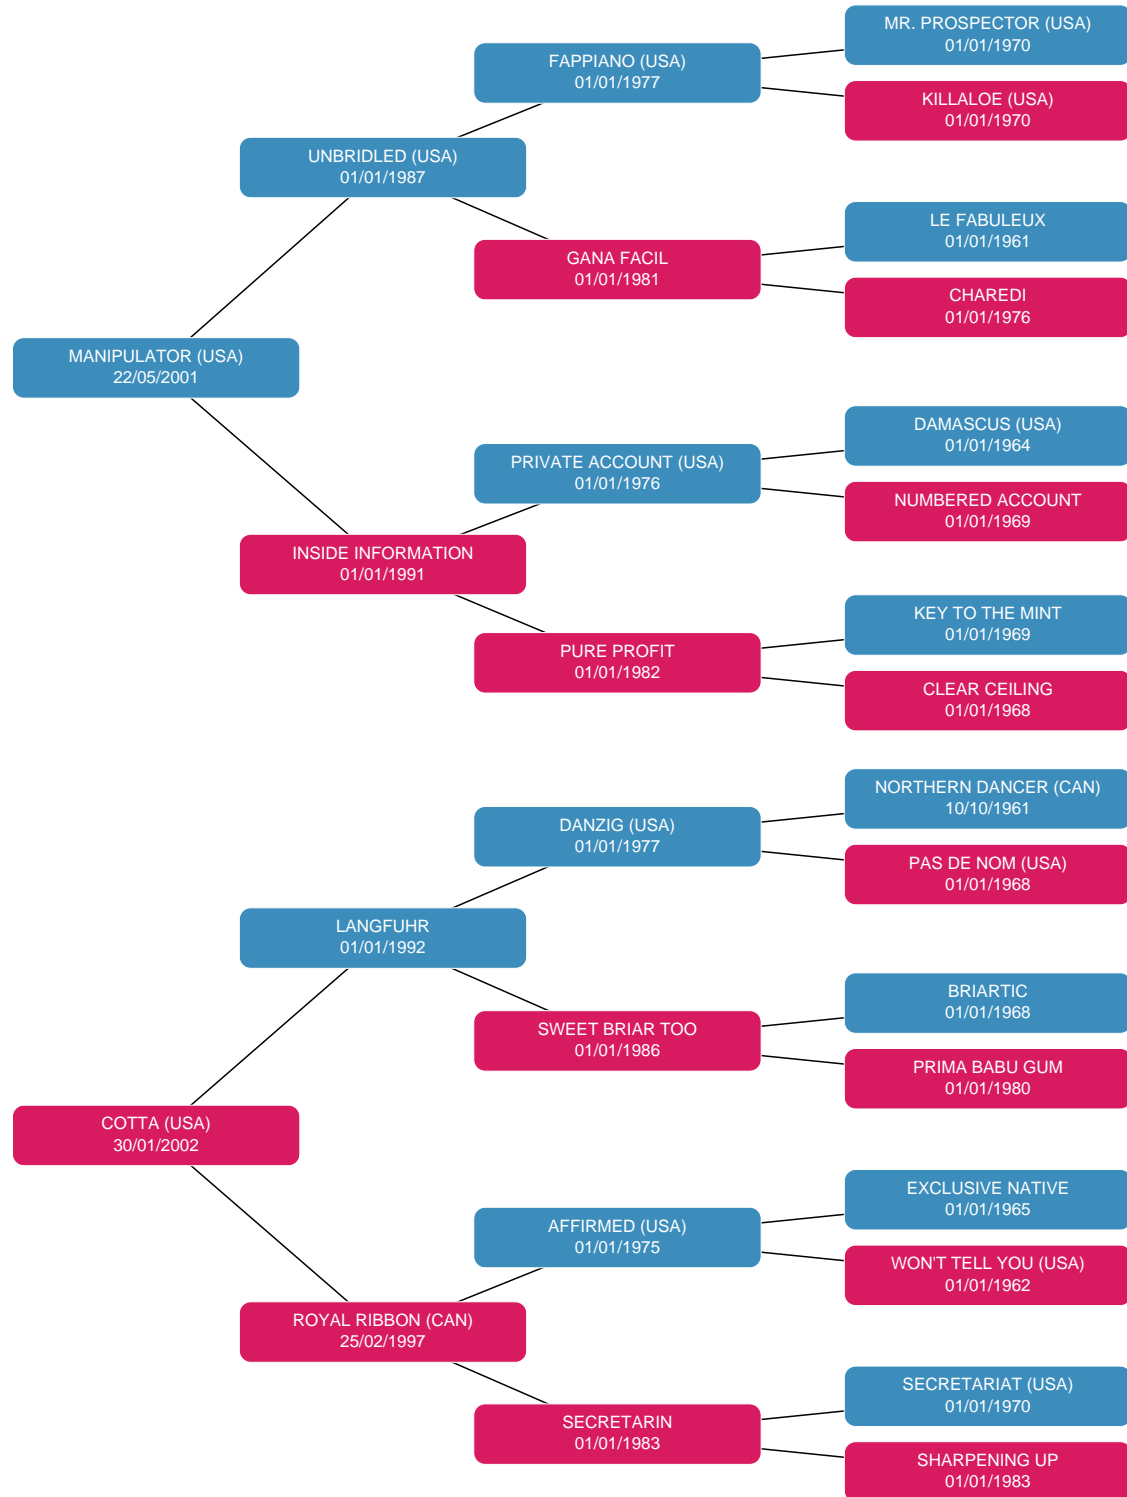 MR. PROSPECTOR (USA)
01/01/1970
FAPPIANO (USA)
01/01/1977
KILLALOE (USA)
01/01/1970
UNBRIDLED (USA)
01/01/1987
LE FABULEUX
01/01/1961
GANA FACIL
01/01/1981
CHAREDI
01/01/1976
MANIPULATOR (USA)
22/05/2001
DAMASCUS (USA)
01/01/1964
PRIVATE ACCOUNT (USA)
01/01/1976
NUMBERED ACCOUNT
01/01/1969
INSIDE INFORMATION
01/01/1991
KEY TO THE MINT
01/01/1969
PURE PROFIT
01/01/1982
CLEAR CEILING
01/01/1968
NORTHERN DANCER (CAN)
10/10/1961
DANZIG (USA)
01/01/1977
PAS DE NOM (USA)
01/01/1968
LANGFUHR
01/01/1992
BRIARTIC
01/01/1968
SWEET BRIAR TOO
01/01/1986
PRIMA BABU GUM
01/01/1980
COTTA (USA)
30/01/2002
EXCLUSIVE NATIVE
01/01/1965
AFFIRMED (USA)
01/01/1975
WON'T TELL YOU (USA)
01/01/1962
ROYAL RIBBON (CAN)
25/02/1997
SECRETARIAT (USA)
01/01/1970
SECRETARIN
01/01/1983
SHARPENING UP
01/01/1983